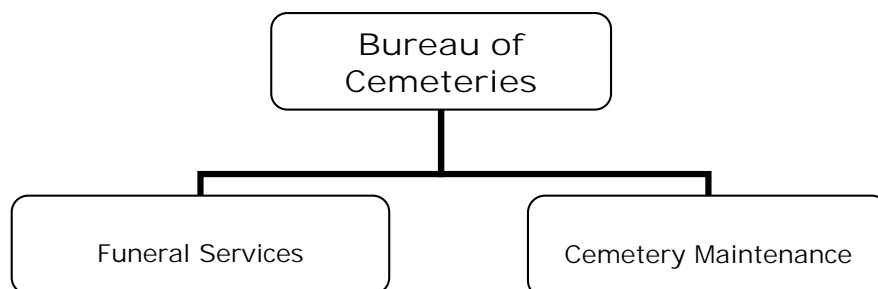 Bureau of
Cemeteries
Funeral Services
Cemetery Maintenance